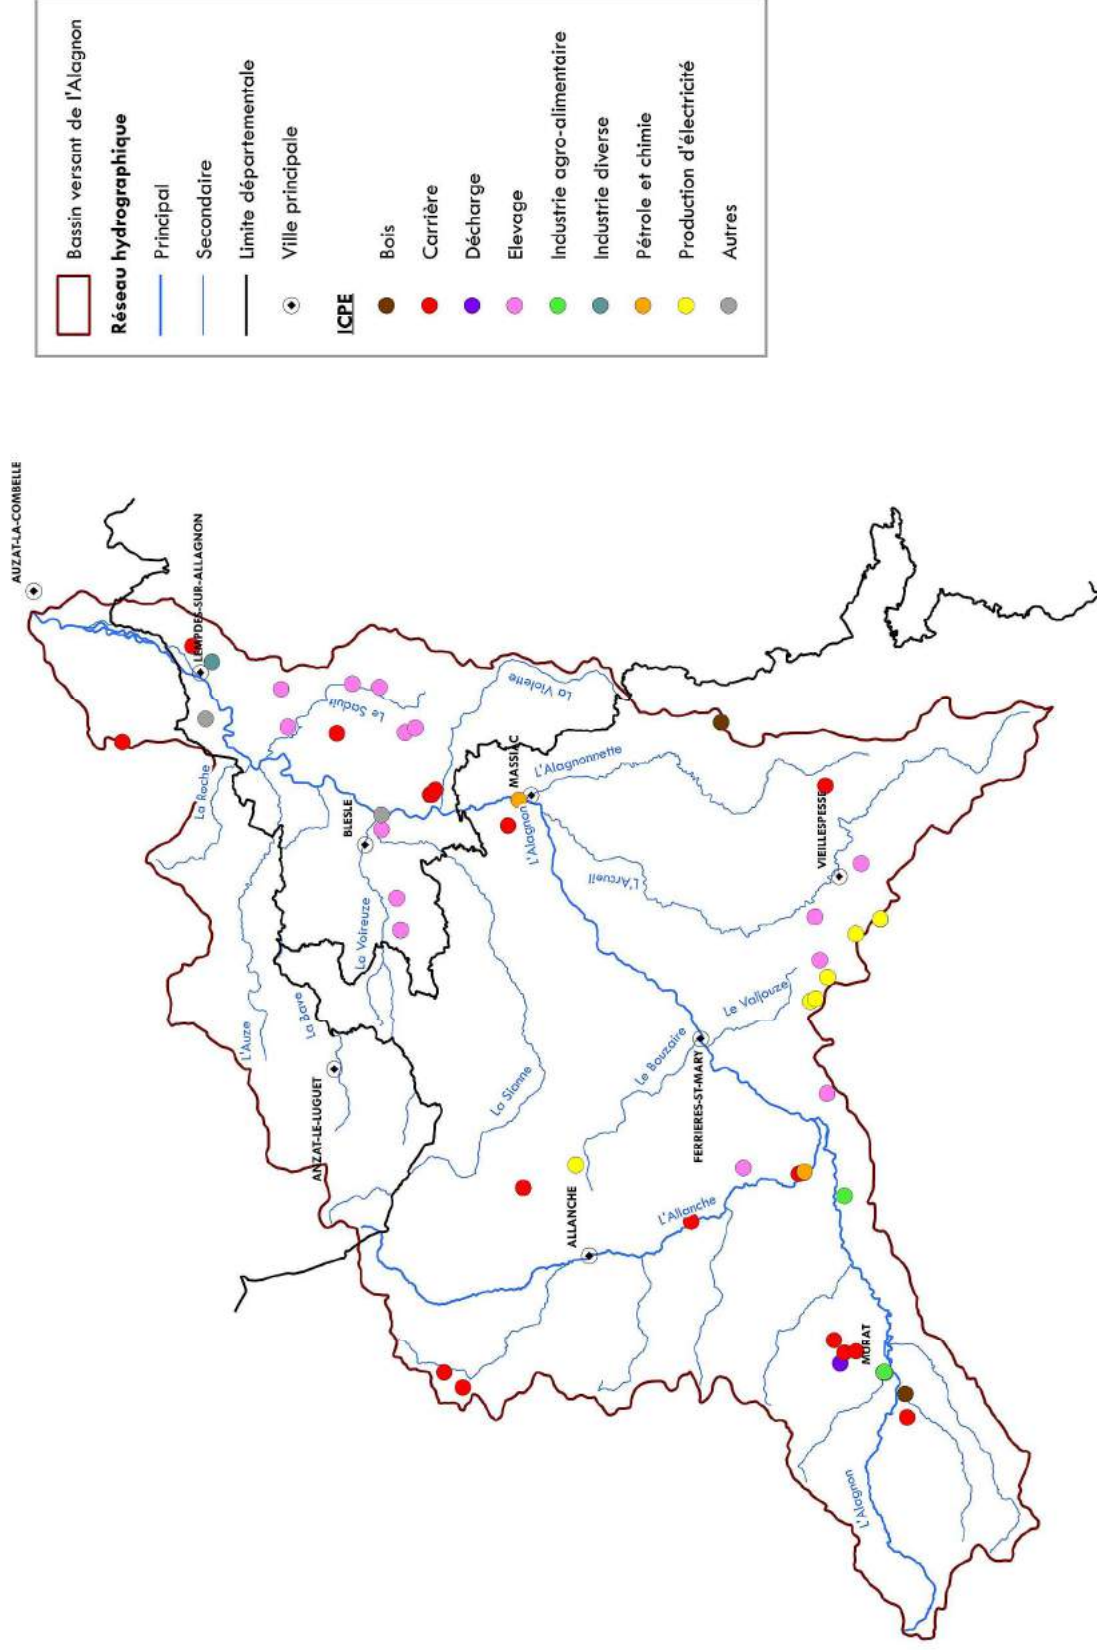 Bassin versant de l'Alagnon
Réseau hydrographique
Principal
Secondaire
Limite départementale
Ville principale
ICPE
Bois
Carrière
Décharge
Elevage
Industrie agro-alimentaire
Industrie diverse
Pétrole et chimie
Production d'électricité
Autres
AUZAT-LA-COMBELLE
LEMPDES-SUR-ALLAGNON
La Roche
Le Saduit
La Violette
BLESLE
MASSIAC
L'Alagnonnette
L'Alagnon
L'Arcueil
VIEILLESPESSE
La Voireuze
L'Auze
La Bave
ANZAT-LE-LUGUET
La Sianne
Le Bouzaire
Le Valjouze
FERRIERES-ST-MARY
ALLANCHE
L'Allanche
MURAT
L'Alagnon